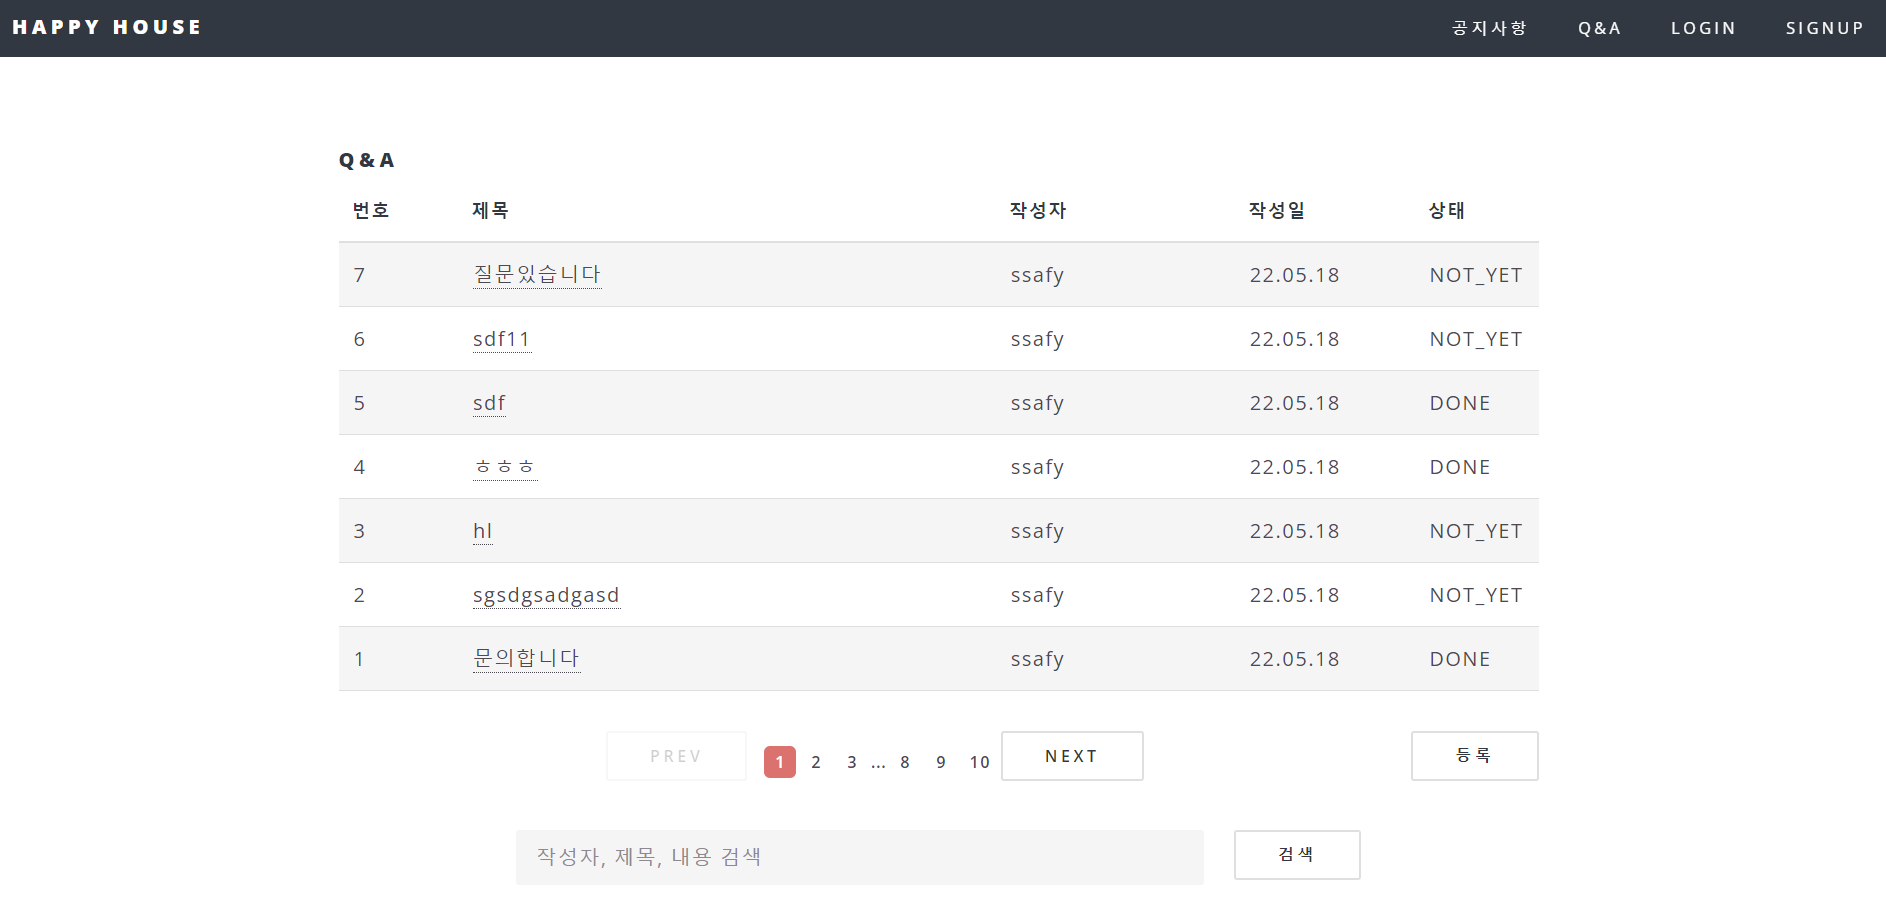 HAPPY HOUSE 공지사항 Q&A LOGIN SIGNUP
Q&A
번호 제목 작성자 작성일 상태
7 질문있습니다 ssafy 22.05.18 NOT_YET
6 sdf11 ssafy 22.05.18 NOT_YET
5 sdf ssafy 22.05.18 DONE
4 ㅎㅎㅎ ssafy 22.05.18 DONE
3 hl ssafy 22.05.18 NOT_YET
2 sgsdgsadgasd ssafy 22.05.18 NOT_YET
1 문의합니다 ssafy 22.05.18 DONE
PREV 1 2 3 ... 8 9 10 NEXT 등록
작성자, 제목, 내용 검색 검색